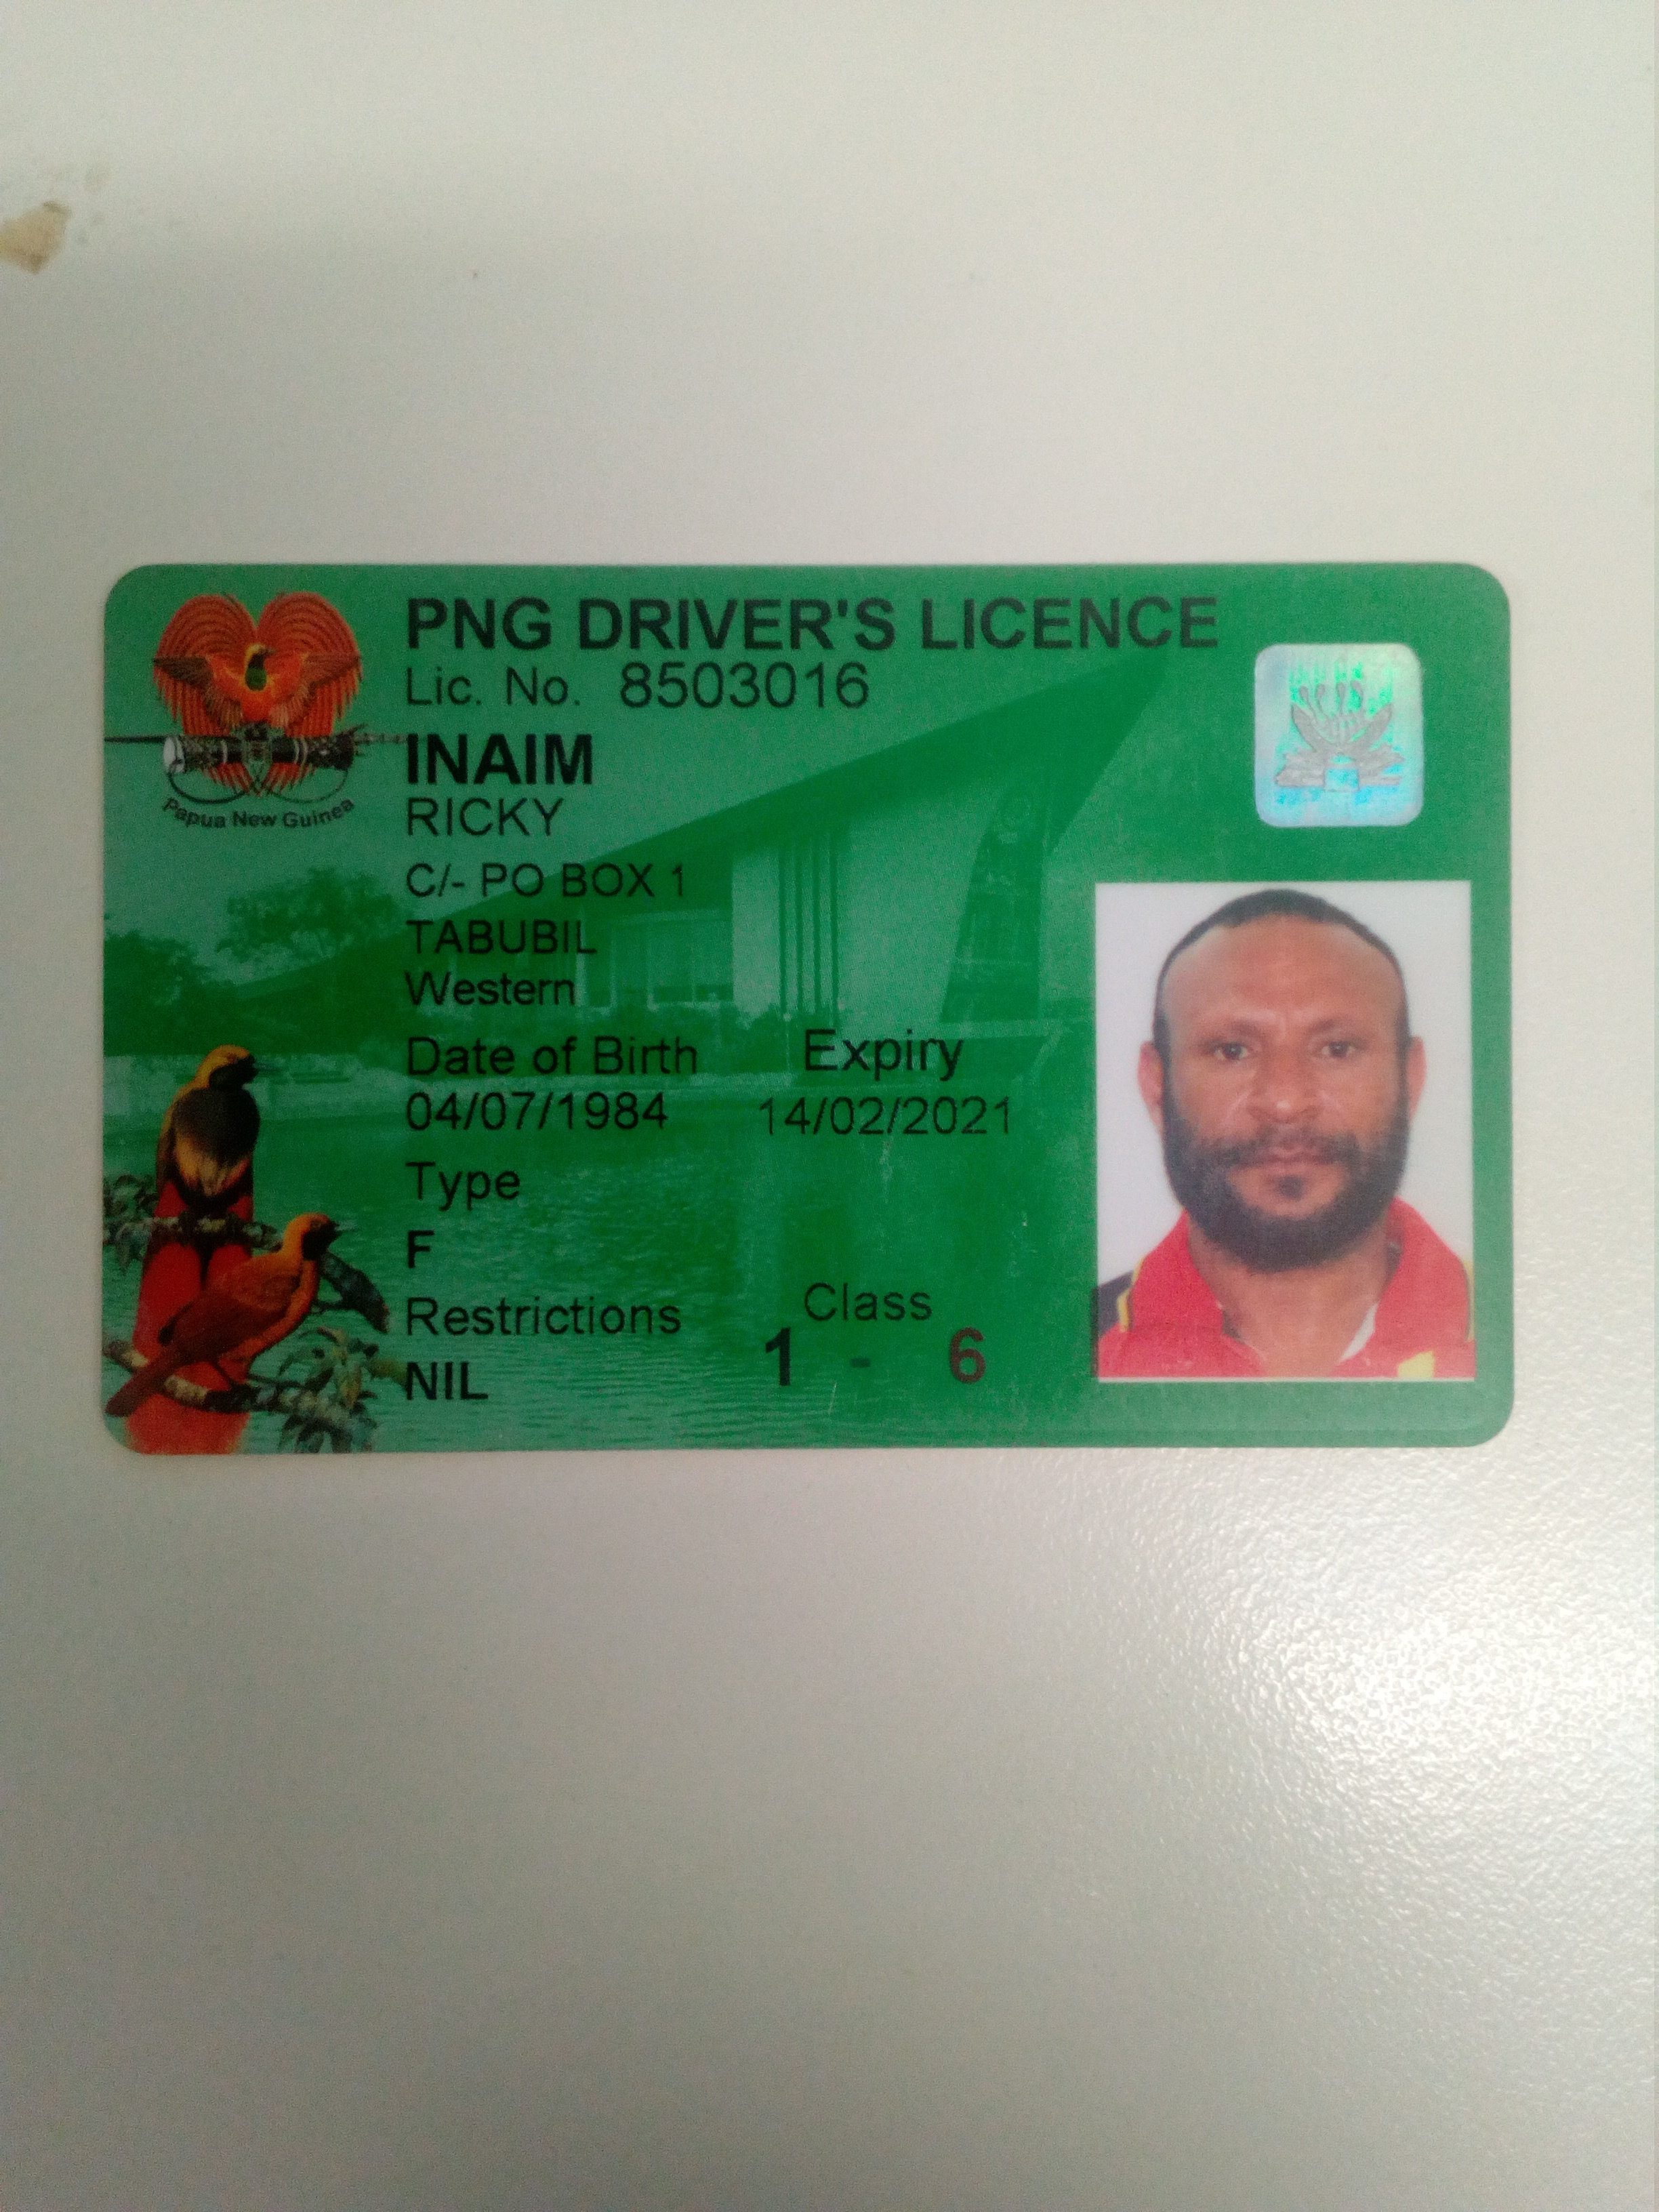 PNG DRIVER'S LICENCE
Lic. No. 8503016
INAIM
RICKY
Papua New Guinea
C/- PO BOX 1
TABUBIL
Western
Date of Birth Expiry
04/07/1984 14/02/2021
Type
F
Restrictions Class
NIL 1 - 6